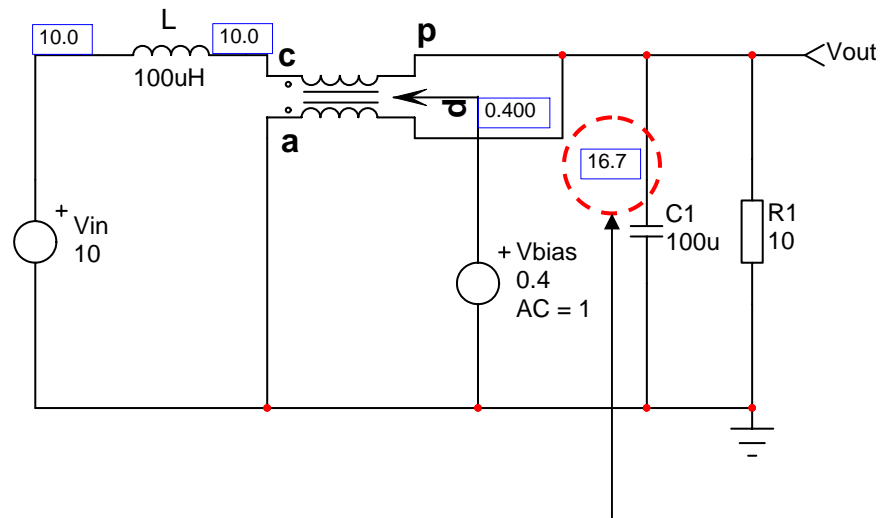 L
10.0
10.0
100uH
c
p
Vout
d
0.400
a
16.7
+
Vin
10
+
Vbias
0.4
AC = 1
C1
100u
R1
10